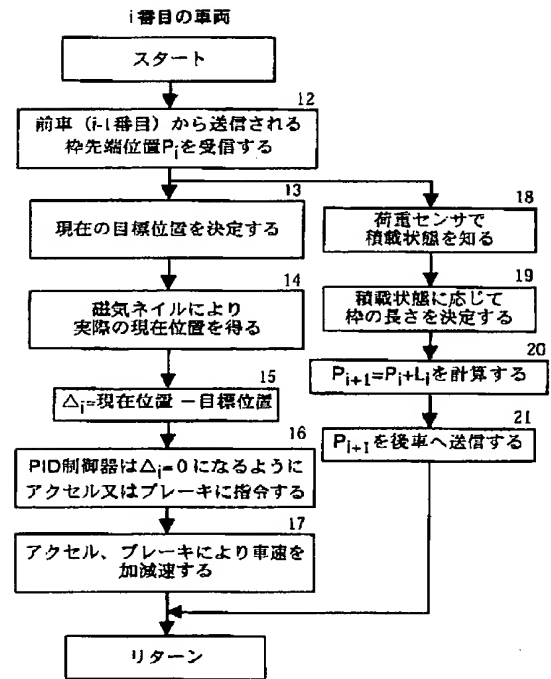 i番目の車両
スタート
12
前車（i-1番目）から送信される
枠先端位置Piを受信する
13
現在の目標位置を決定する
14
磁気ネイルにより
実際の現在位置を得る
15
△i=現在位置－目標位置
16
PID制御器は△i=0になるように
アクセル又はブレーキに指令する
17
アクセル、ブレーキにより車速を
加減速する
18
荷重センサで
積載状態を知る
19
積載状態に応じて
枠の長さを決定する
20
Pi+1=Pi+Liを計算する
21
Pi+1を後車へ送信する
リターン